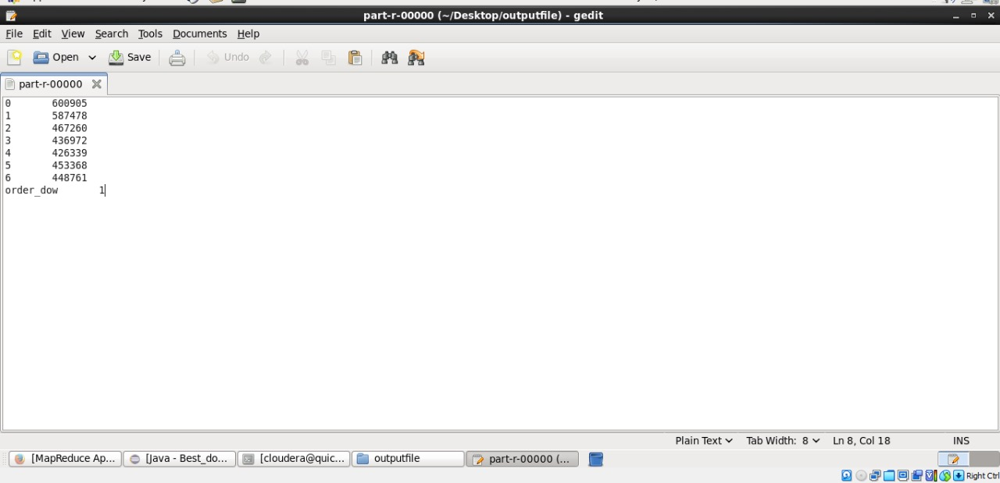 part-r-00000 (~/Desktop/outputfile) - gedit
File Edit View Search Tools Documents Help
Open Save Undo
part-r-00000
0 600905
1 587478
2 467260
3 436972
4 426339
5 453368
6 448761
order_dow 1
Plain Text Tab Width: 8 Ln 8, Col 18 INS
[MapReduce Ap... [Java - Best_do... [cloudera@quic... outputfile part-r-00000 (...
Right Ctrl